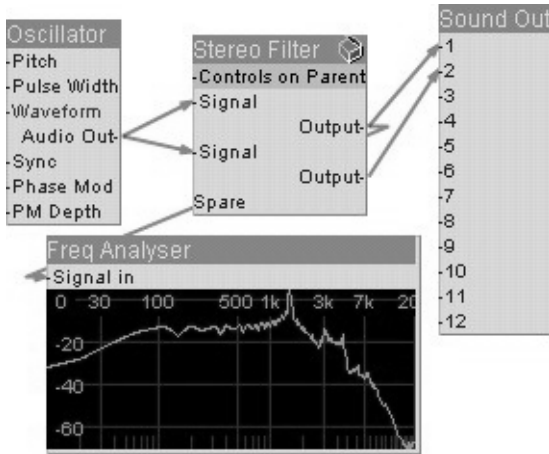 Oscillator
-Pitch
-Pulse Width
-Waveform
Audio Out-
-Sync
-Phase Mod
-PM Depth
Stereo Filter
-Controls on Parent
-Signal
Output-
-Signal
Output-
Spare
Sound Out
-1
-2
-3
-4
-5
-6
-7
-8
-9
-10
-11
-12
Freq Analyser
-Signal in
0 30 100 500 1k 3k 7k 20
-20
-40
-60